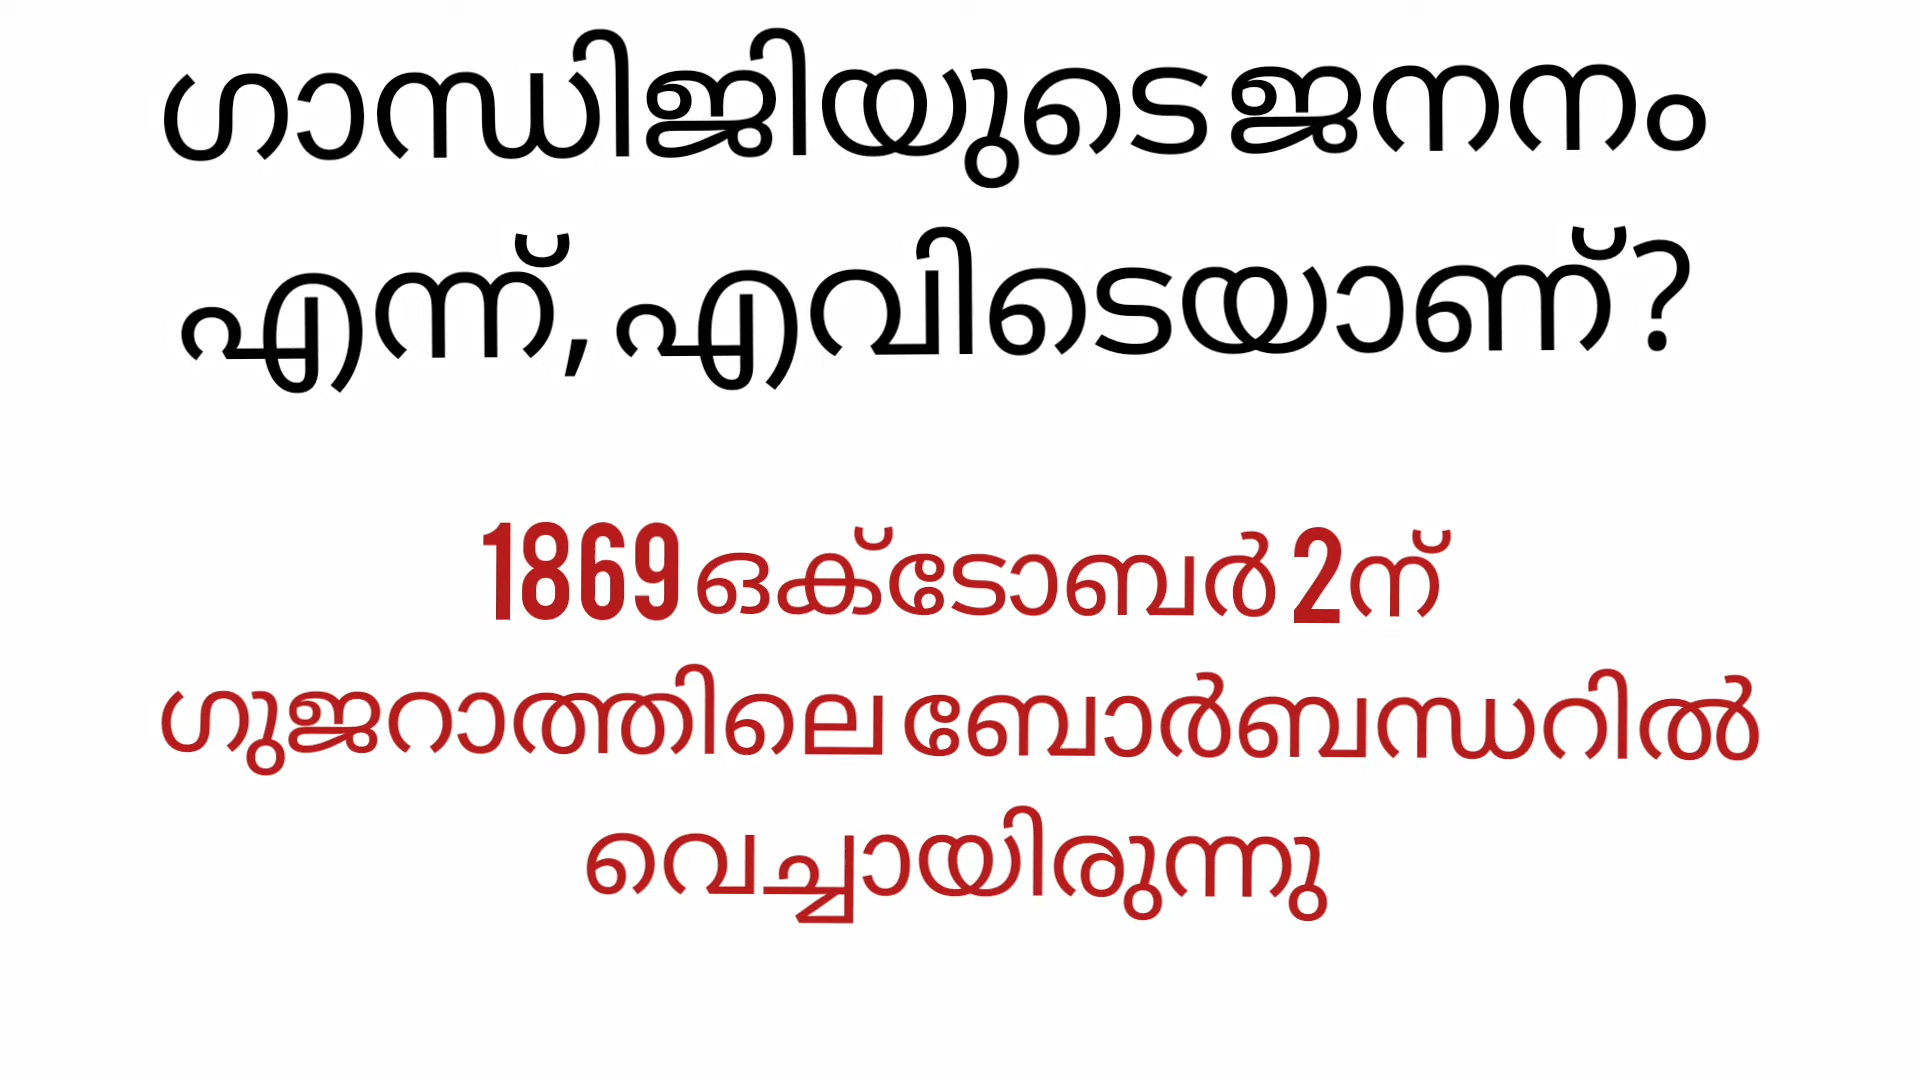 ഗാന്ധിജിയുടെ ജനനം
എന്ന്, എവിടെയാണ്?
1869 ഒക്ടോബർ 2ന്
ഗുജറാത്തിലെ ബോർബന്ധറിൽ
വെച്ചായിരുന്നു